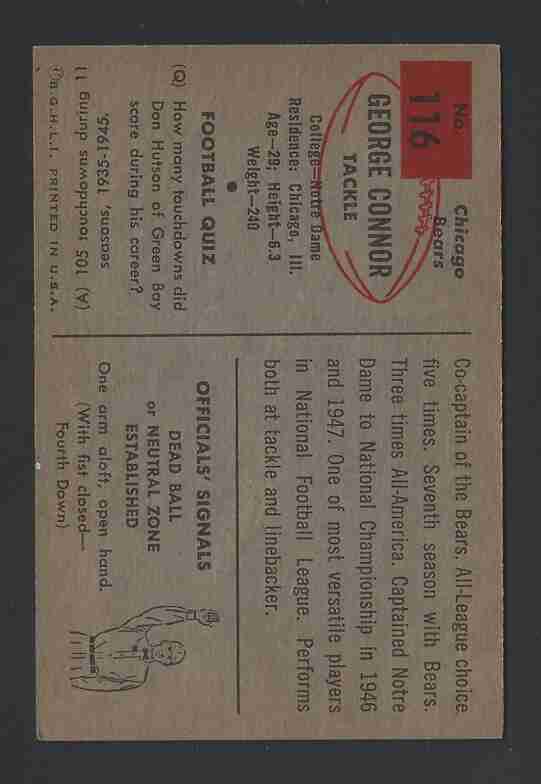 No.
116
Chicago
Bears
GEORGE CONNOR
TACKLE
College—Notre Dame
Residence: Chicago, Ill.
Age—29; Height—6.3
Weight—240
FOOTBALL QUIZ
(Q) How many touchdowns did
Don Hutson of Green Bay
score during his career?
(A) 105 touchdowns during 11
seasons, 1935-1945.
©B.G.H.L.I. PRINTED IN U.S.A.
Co-captain of the Bears. All-League choice
five times. Seventh season with Bears.
Three times All-America. Captained Notre
Dame to National Championship in 1946
and 1947. One of most versatile players
in National Football League. Performs
both at tackle and linebacker.
OFFICIALS' SIGNALS
DEAD BALL
or NEUTRAL ZONE
ESTABLISHED
One arm aloft, open hand.
(With fist closed—
Fourth Down)